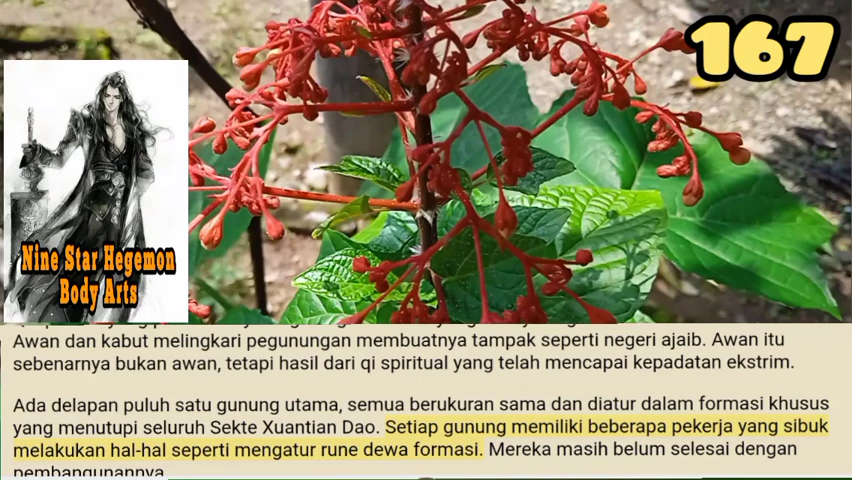 167
Nine Star Hegemon
Body Arts
Awan dan kabut melingkari pegunungan membuatnya tampak seperti negeri ajaib. Awan itu
sebenarnya bukan awan, tetapi hasil dari qi spiritual yang telah mencapai kepadatan ekstrim.
Ada delapan puluh satu gunung utama, semua berukuran sama dan diatur dalam formasi khusus
yang menutupi seluruh Sekte Xuantian Dao. Setiap gunung memiliki beberapa pekerja yang sibuk
melakukan hal-hal seperti mengatur rune dewa formasi. Mereka masih belum selesai dengan
pembangunannya